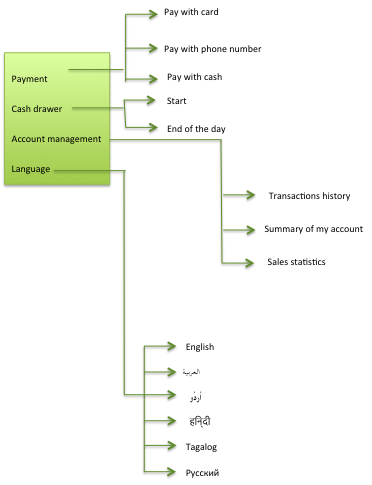 Payment
Cash drawer
Account management
Language
Pay with card
Pay with phone number
Pay with cash
Start
End of the day
Transactions history
Summary of my account
Sales statistics
English
العربية
اُردُو
हिन्दी
Tagalog
Русский